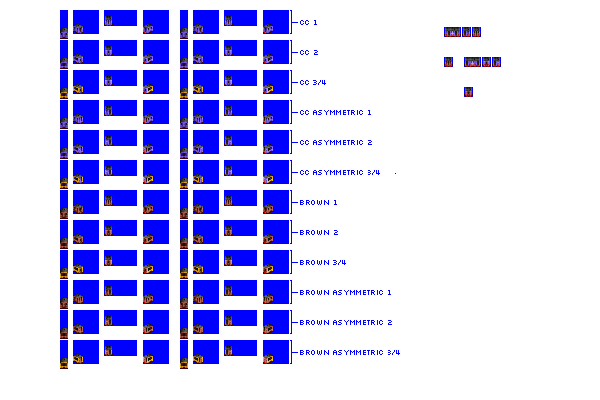 CC 1
CC 2
CC 3/4
CC ASYMMETRIC 1
CC ASYMMETRIC 2
CC ASYMMETRIC 3/4
BROWN 1
BROWN 2
BROWN 3/4
BROWN ASYMMETRIC 1
BROWN ASYMMETRIC 2
BROWN ASYMMETRIC 3/4